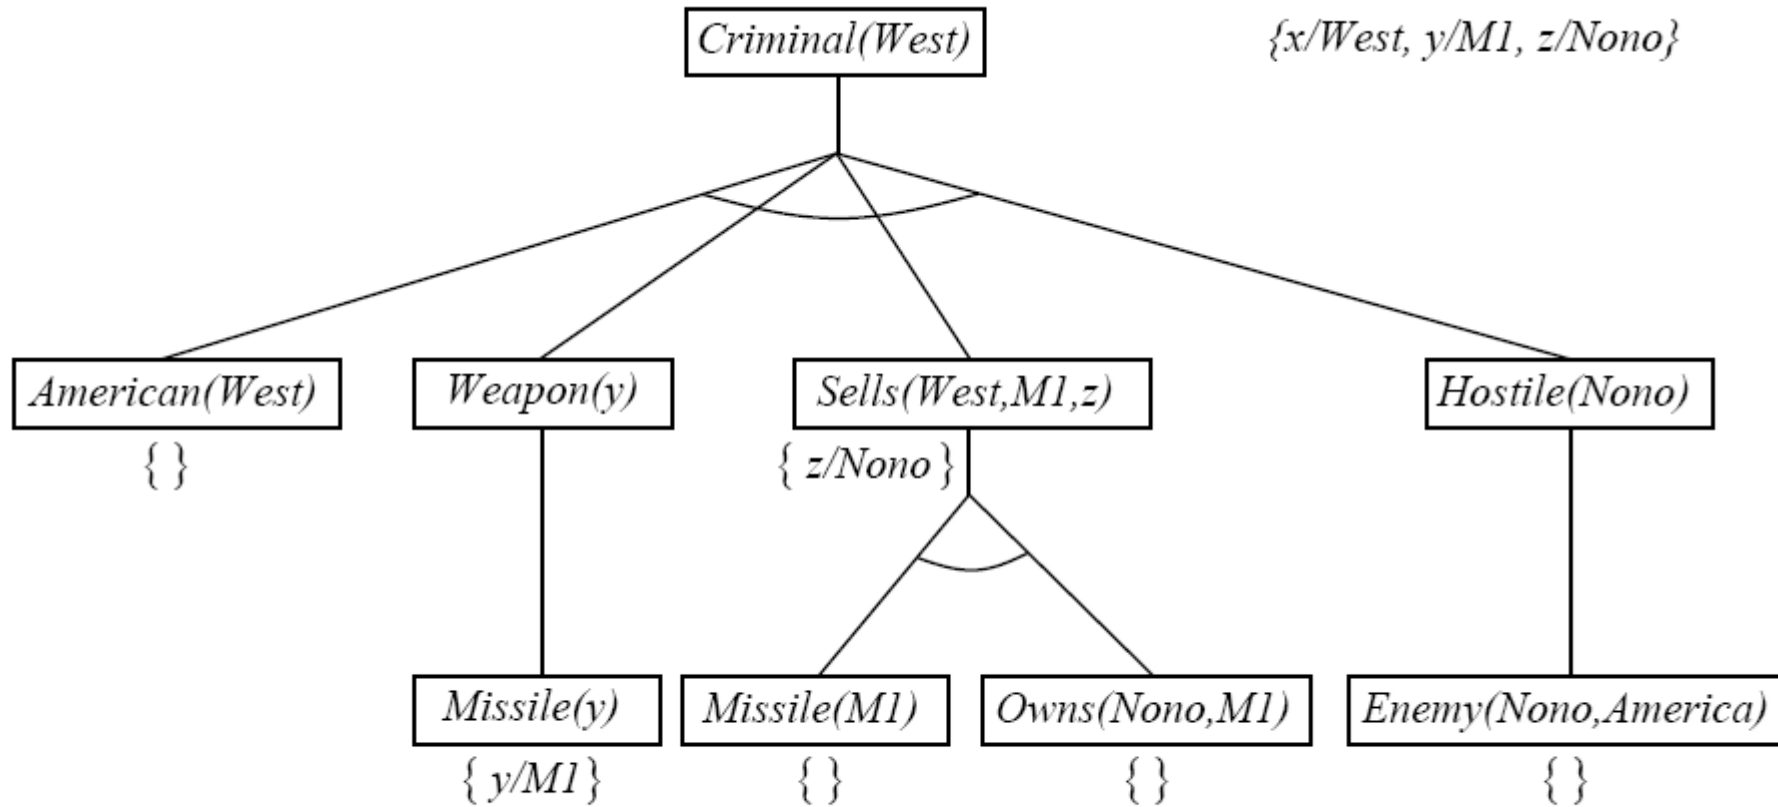 Criminal(West)
{x/West, y/M1, z/Nono}
American(West)
Weapon(y)
Sells(West,M1,z)
Hostile(Nono)
{ }
{ z/Nono }
Missile(y)
Missile(M1)
Owns(Nono,M1)
Enemy(Nono,America)
{ y/M1 }
{ }
{ }
{ }